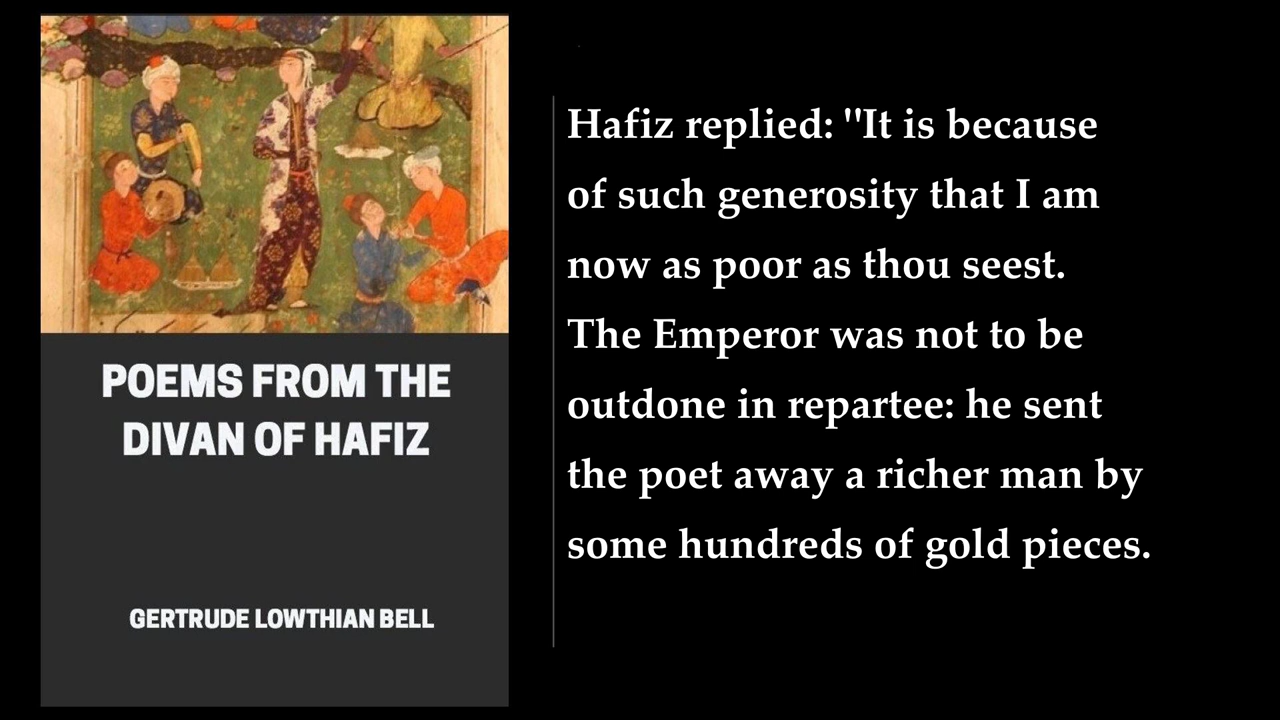 POEMS FROM THE
DIVAN OF HAFIZ
GERTRUDE LOWTHIAN BELL
Hafiz replied: "It is because
of such generosity that I am
now as poor as thou seest.
The Emperor was not to be
outdone in repartee: he sent
the poet away a richer man by
some hundreds of gold pieces.